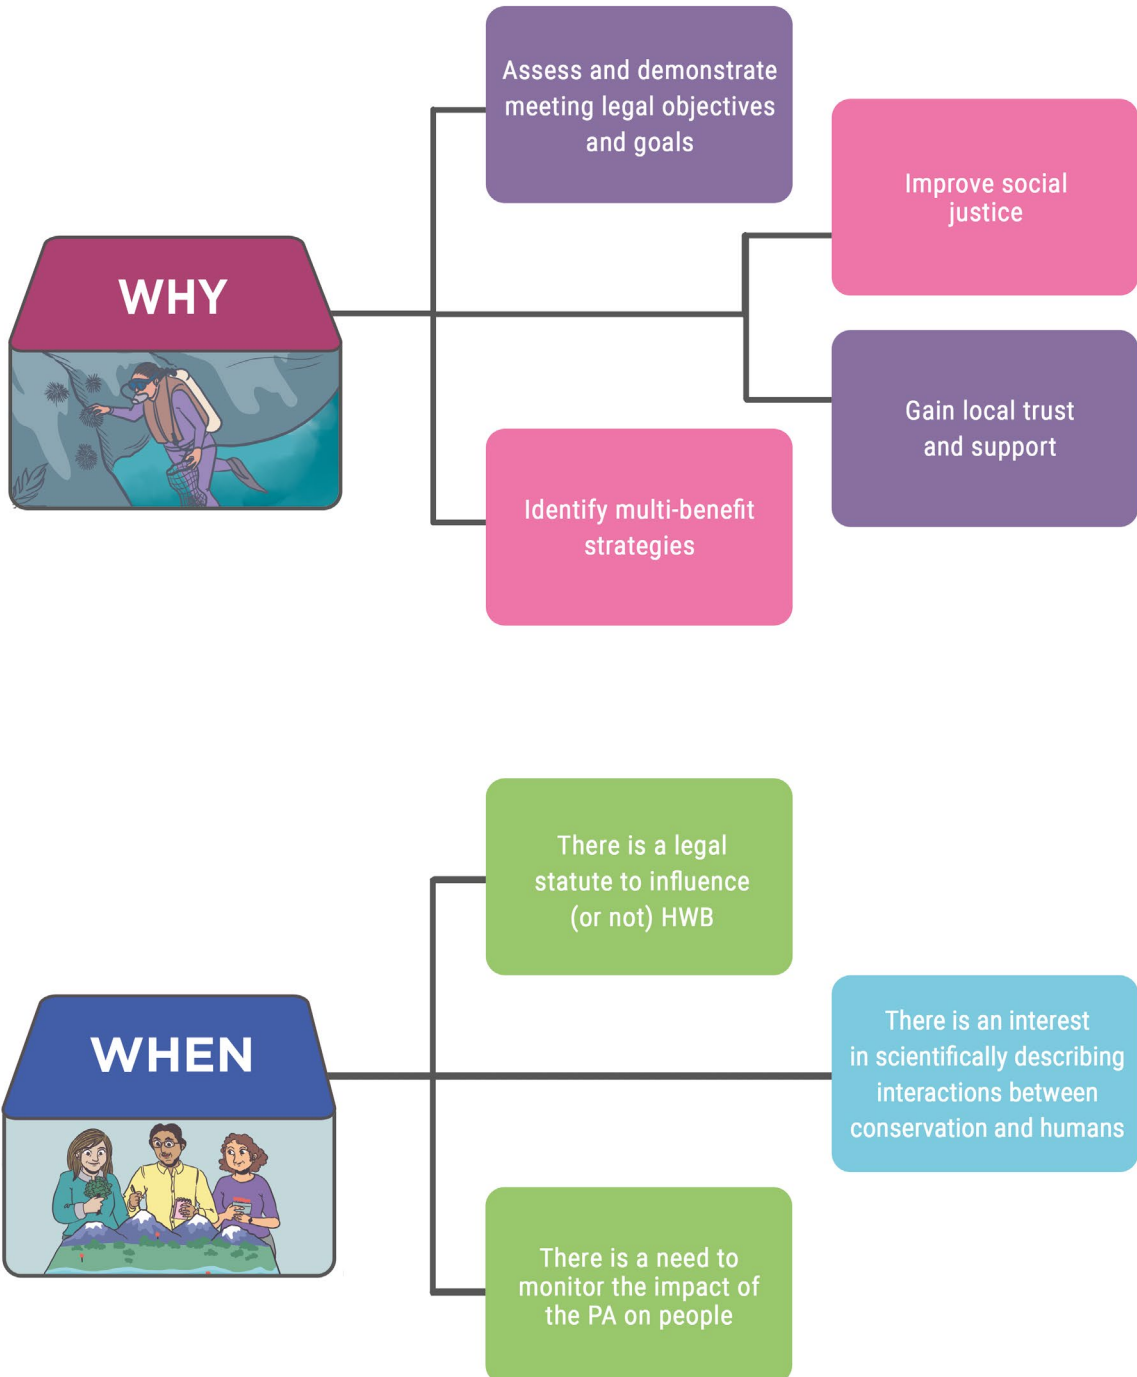 WHY
Assess and demonstrate
meeting legal objectives
and goals
Improve social
justice
Gain local trust
and support
Identify multi-benefit
strategies
WHEN
There is a legal
statute to influence
(or not) HWB
There is an interest
in scientifically describing
interactions between
conservation and humans
There is a need to
monitor the impact of
the PA on people